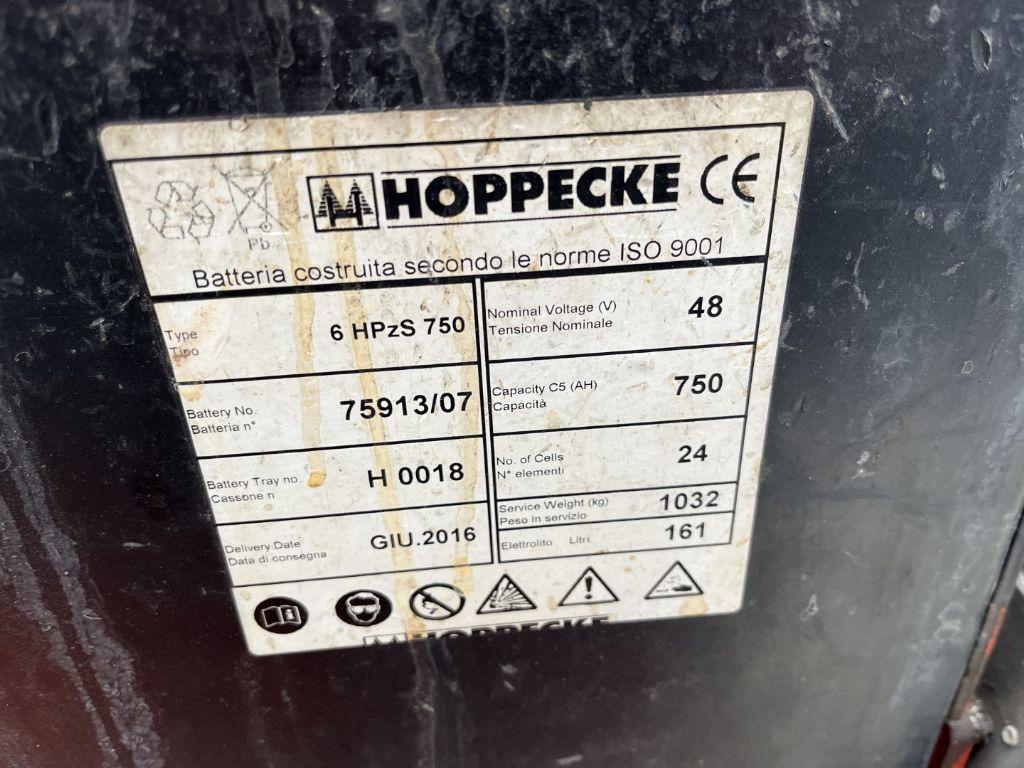 HOPPECKE CE
Pb
Batteria costruita secondo le norme ISO 9001
Type
Tipo
6 HPzS 750
Battery No.
Batteria n°
75913/07
Battery Tray no.
Cassone n
H 0018
Delivery Date
Data di consegna
GIU.2016
Nominal Voltage (V)
Tensione Nominale
48
Capacity C5 (AH)
Capacità
750
No. of Cells
N° elementi
24
Service Weight (kg)
Peso in servizio
1032
Elettrolito Litri
161
HOPPECKE